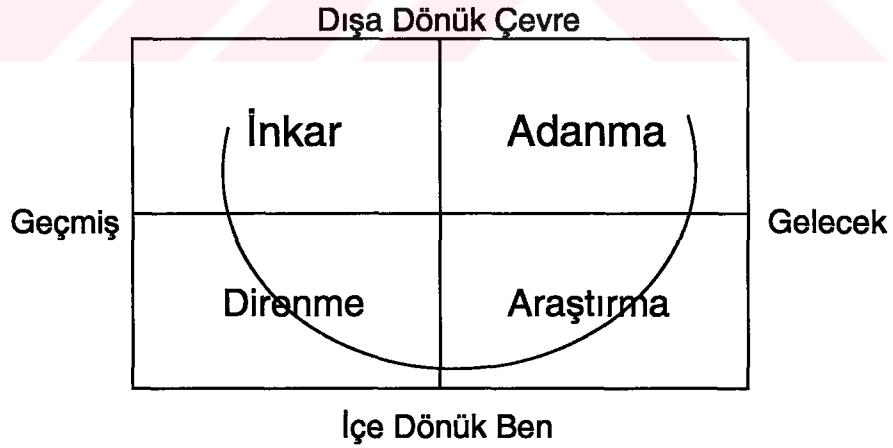 Dışa Dönük Çevre
İnkar
Adanma
Geçmiş
Gelecek
Direnme
Araştırma
İçe Dönük Ben